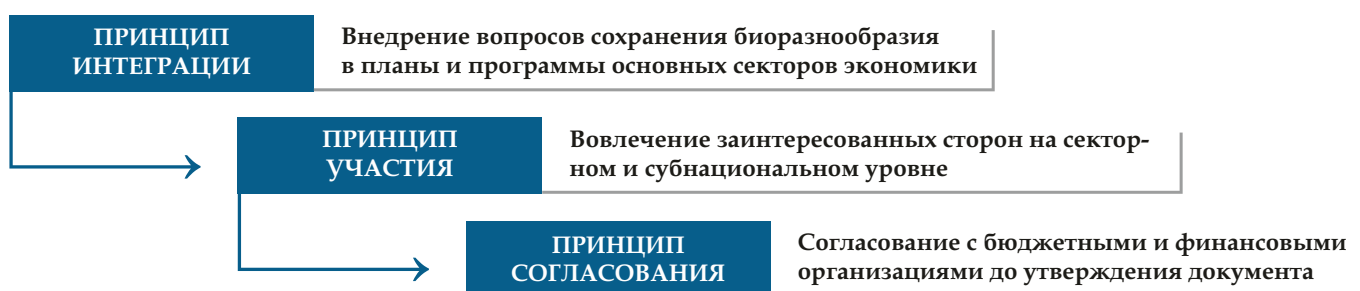 ПРИНЦИП
ИНТЕГРАЦИИ
Внедрение вопросов сохранения биоразнообразия
в планы и программы основных секторов экономики
ПРИНЦИП
УЧАСТИЯ
Вовлечение заинтересованных сторон на сектор-
ном и субнациональном уровне
ПРИНЦИП
СОГЛАСОВАНИЯ
Согласование с бюджетными и финансовыми
организациями до утверждения документа